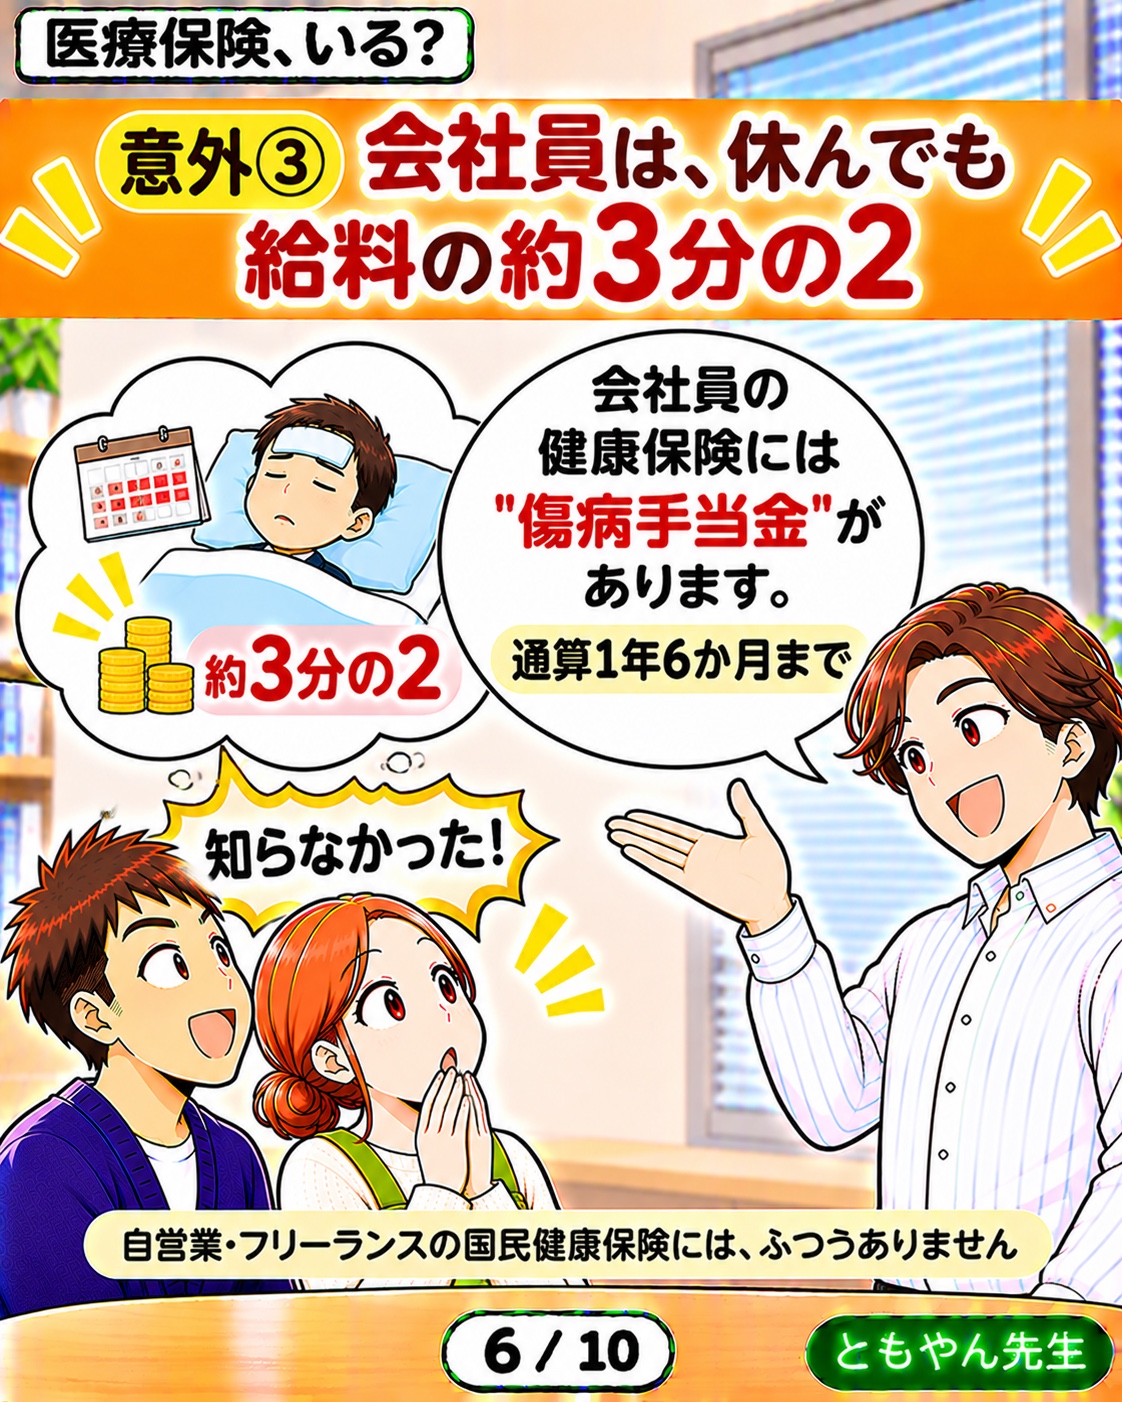 医療保険、いる?
意外③ 会社員は、休んでも
給料の約3分の2
会社員の
健康保険には
"傷病手当金"が
あります。
通算1年6か月まで
約3分の2
知らなかった!
自営業・フリーランスの国民健康保険には、ふつうありません
6 / 10
ともやん先生